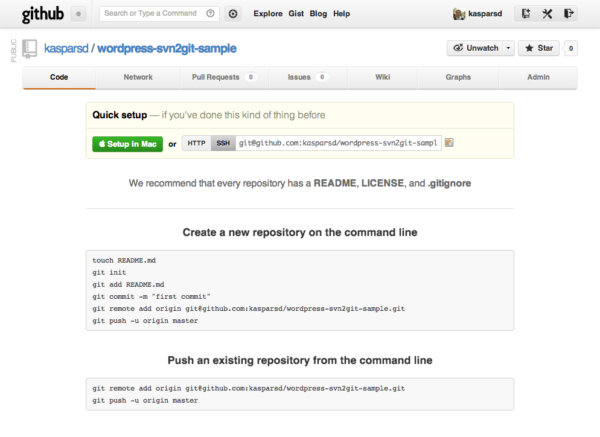 github Search or Type a Command Explore Gist Blog Help kasparsd
PUBLIC
kasparsd / wordpress-svn2git-sample Unwatch Star 0
Code Network Pull Requests 0 Issues 0 Wiki Graphs Admin
Quick setup — if you've done this kind of thing before
Setup in Mac or HTTP SSH git@github.com:kasparsd/wordpress-svn2git-sampl
We recommend that every repository has a README, LICENSE, and .gitignore
Create a new repository on the command line
touch README.md
git init
git add README.md
git commit -m "first commit"
git remote add origin git@github.com:kasparsd/wordpress-svn2git-sample.git
git push -u origin master
Push an existing repository from the command line
git remote add origin git@github.com:kasparsd/wordpress-svn2git-sample.git
git push -u origin master